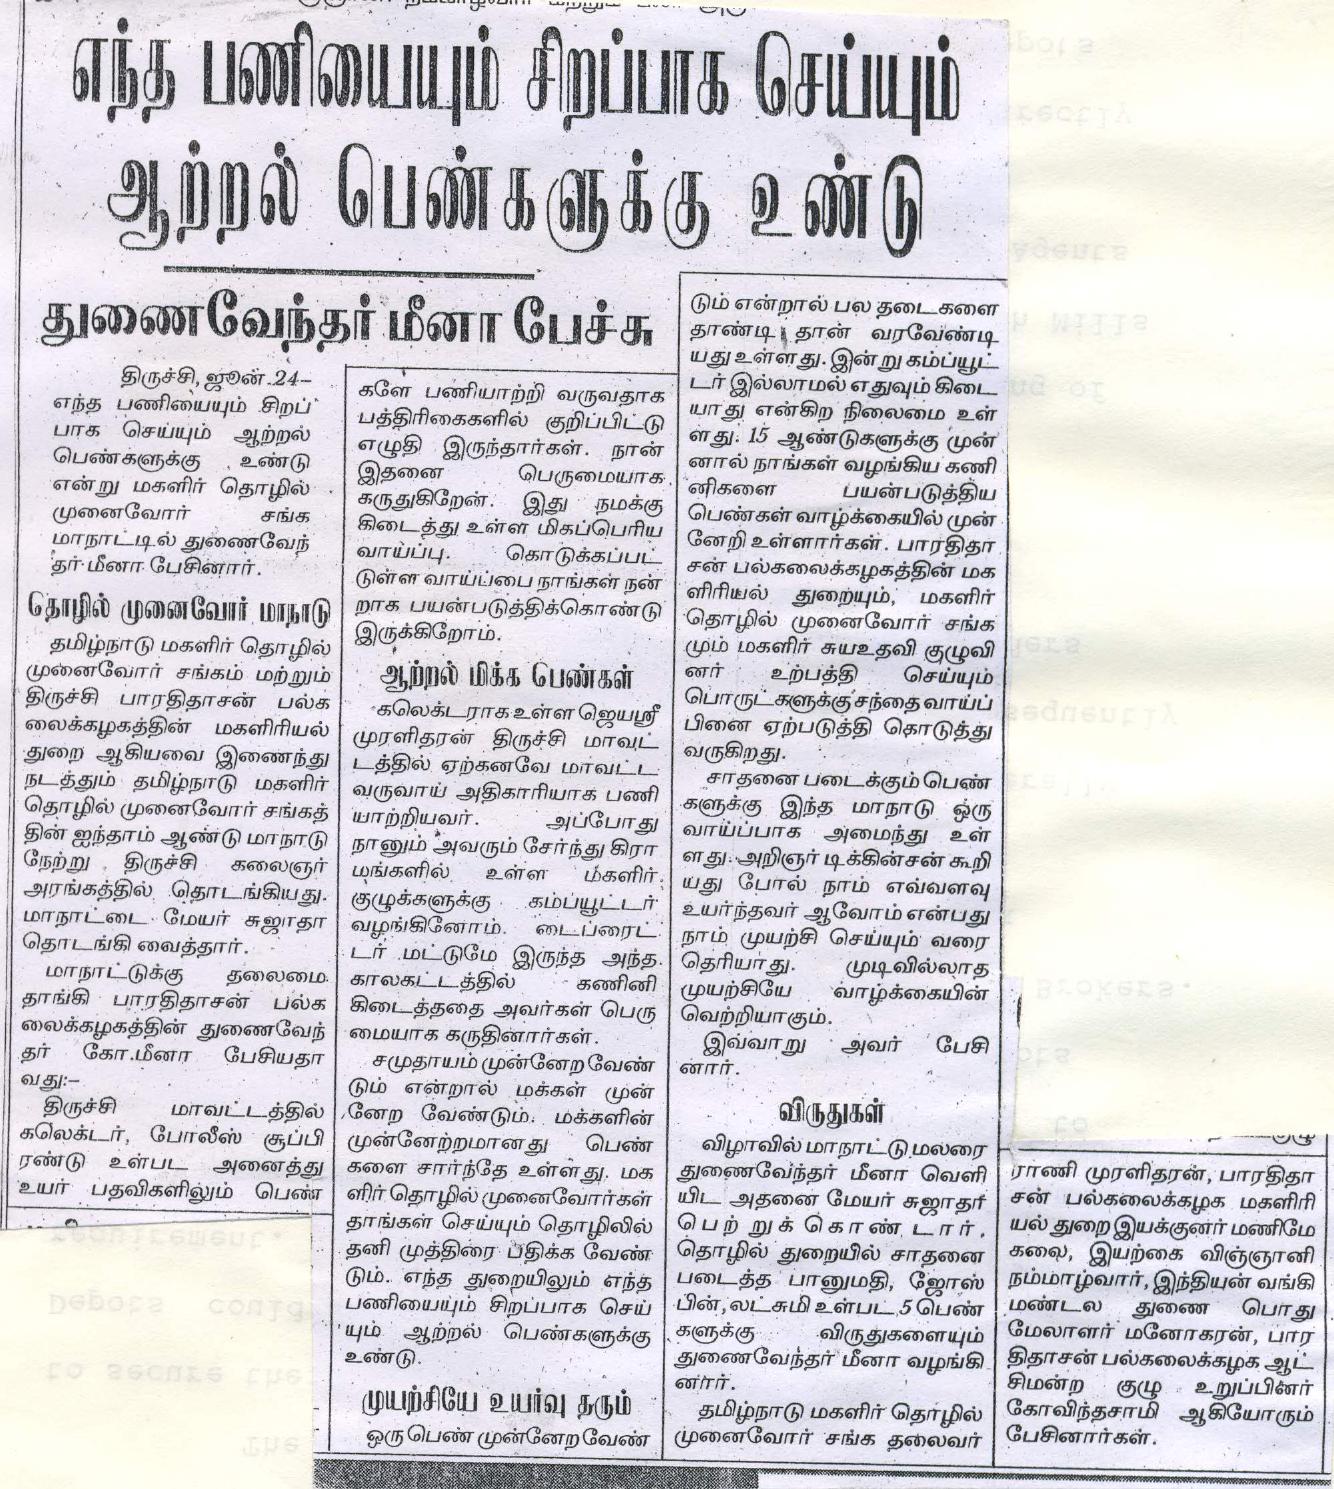 எந்த பணியையும் சிறப்பாக செய்யும்
ஆற்றல் பெண்களுக்கு உண்டு
துணைவேந்தர் மீனா பேச்சு
திருச்சி, ஜூன்.24–
எந்த பணியையும் சிறப்
பாக செய்யும் ஆற்றல்
பெண்களுக்கு உண்டு
என்று மகளிர் தொழில்
முனைவோர் சங்க
மாநாட்டில் துணைவேந்
தர் மீனா பேசினார்.
தொழில் முனைவோர் மாநாடு
தமிழ்நாடு மகளிர் தொழில்
முனைவோர் சங்கம் மற்றும்
திருச்சி பாரதிதாசன் பல்க
லைக்கழகத்தின் மகளிரியல்
துறை ஆகியவை இணைந்து
நடத்தும் தமிழ்நாடு மகளிர்
தொழில் முனைவோர் சங்கத்
தின் ஐந்தாம் ஆண்டு மாநாடு
நேற்று திருச்சி கலைஞர்
அரங்கத்தில் தொடங்கியது.
மாநாட்டை மேயர் சுஜாதா
தொடங்கி வைத்தார்.
மாநாட்டுக்கு தலைமை
தாங்கி பாரதிதாசன் பல்க
லைக்கழகத்தின் துணைவேந்
தர் கோ.மீனா பேசியதா
வது:–
திருச்சி மாவட்டத்தில்
கலெக்டர், போலீஸ் சூப்பி
ரண்டு உள்பட அனைத்து
உயர் பதவிகளிலும் பெண்
களே பணியாற்றி வருவதாக
பத்திரிகைகளில் குறிப்பிட்டு
எழுதி இருந்தார்கள். நான்
இதனை பெருமையாக
கருதுகிறேன். இது நமக்கு
கிடைத்து உள்ள மிகப்பெரிய
வாய்ப்பு. கொடுக்கப்பட்
டுள்ள வாய்ப்பை நாங்கள் நன்
றாக பயன்படுத்திக்கொண்டு
இருக்கிறோம்.
ஆற்றல் மிக்க பெண்கள்
கலெக்டராக உள்ள ஜெயஸ்ரீ
முரளிதரன் திருச்சி மாவட்
டத்தில் ஏற்கனவே மாவட்ட
வருவாய் அதிகாரியாக பணி
யாற்றியவர். அப்போது
நானும் அவரும் சேர்ந்து கிரா
மங்களில் உள்ள மகளிர்
குழுக்களுக்கு கம்ப்யூட்டர்
வழங்கினோம். டைப்ரைட்
டர் மட்டுமே இருந்த அந்த
காலகட்டத்தில் கணினி
கிடைத்ததை அவர்கள் பெரு
மையாக கருதினார்கள்.
சமுதாயம் முன்னேற வேண்
டும் என்றால் மக்கள் முன்
னேற வேண்டும். மக்களின்
முன்னேற்றமானது பெண்
களை சார்ந்தே உள்ளது. மக
ளிர் தொழில் முனைவோர்கள்
தாங்கள் செய்யும் தொழிலில்
தனி முத்திரை பதிக்க வேண்
டும். எந்த துறையிலும் எந்த
பணியையும் சிறப்பாக செய்
யும் ஆற்றல் பெண்களுக்கு
உண்டு.
முயற்சியே உயர்வு தரும்
ஒரு பெண் முன்னேற வேண்
டும் என்றால் பல தடைகளை
தாண்டி தான் வரவேண்டி
யது உள்ளது. இன்று கம்ப்யூட்
டர் இல்லாமல் எதுவும் கிடை
யாது என்கிற நிலைமை உள்
ளது. 15 ஆண்டுகளுக்கு முன்
னால் நாங்கள் வழங்கிய கணி
னிகளை பயன்படுத்திய
பெண்கள் வாழ்க்கையில் முன்
னேறி உள்ளார்கள். பாரதிதா
சன் பல்கலைக்கழகத்தின் மக
ளிரியல் துறையும், மகளிர்
தொழில் முனைவோர் சங்க
மும் மகளிர் சுயஉதவி குழுவி
னர் உற்பத்தி செய்யும்
பொருட்களுக்கு சந்தை வாய்ப்
பினை ஏற்படுத்தி கொடுத்து
வருகிறது.
சாதனை படைக்கும் பெண்
களுக்கு இந்த மாநாடு ஒரு
வாய்ப்பாக அமைந்து உள்
ளது. அறிஞர் டிக்கின்சன் கூறி
யது போல் நாம் எவ்வளவு
உயர்ந்தவர் ஆவோம் என்பது
நாம் முயற்சி செய்யும் வரை
தெரியாது. முடிவில்லாத
முயற்சியே வாழ்க்கையின்
வெற்றியாகும்.
இவ்வாறு அவர் பேசி
னார்.
விருதுகள்
விழாவில் மாநாட்டு மலரை
துணைவேந்தர் மீனா வெளி
யிட அதனை மேயர் சுஜாதா
பெற்றுக் கொண்டார்.
தொழில் துறையில் சாதனை
படைத்த பானுமதி, ஜோஸ்
பின், லட்சுமி உள்பட 5 பெண்
களுக்கு விருதுகளையும்
துணைவேந்தர் மீனா வழங்கி
னார்.
தமிழ்நாடு மகளிர் தொழில்
முனைவோர் சங்க தலைவர்
ராணி முரளிதரன், பாரதிதா
சன் பல்கலைக்கழக மகளிரி
யல் துறை இயக்குனர் மணிமே
கலை, இயற்கை விஞ்ஞானி
நம்மாழ்வார், இந்தியன் வங்கி
மண்டல துணை பொது
மேலாளர் மனோகரன், பார
திதாசன் பல்கலைக்கழக ஆட்
சிமன்ற குழு உறுப்பினர்
கோவிந்தசாமி ஆகியோரும்
பேசினார்கள்.